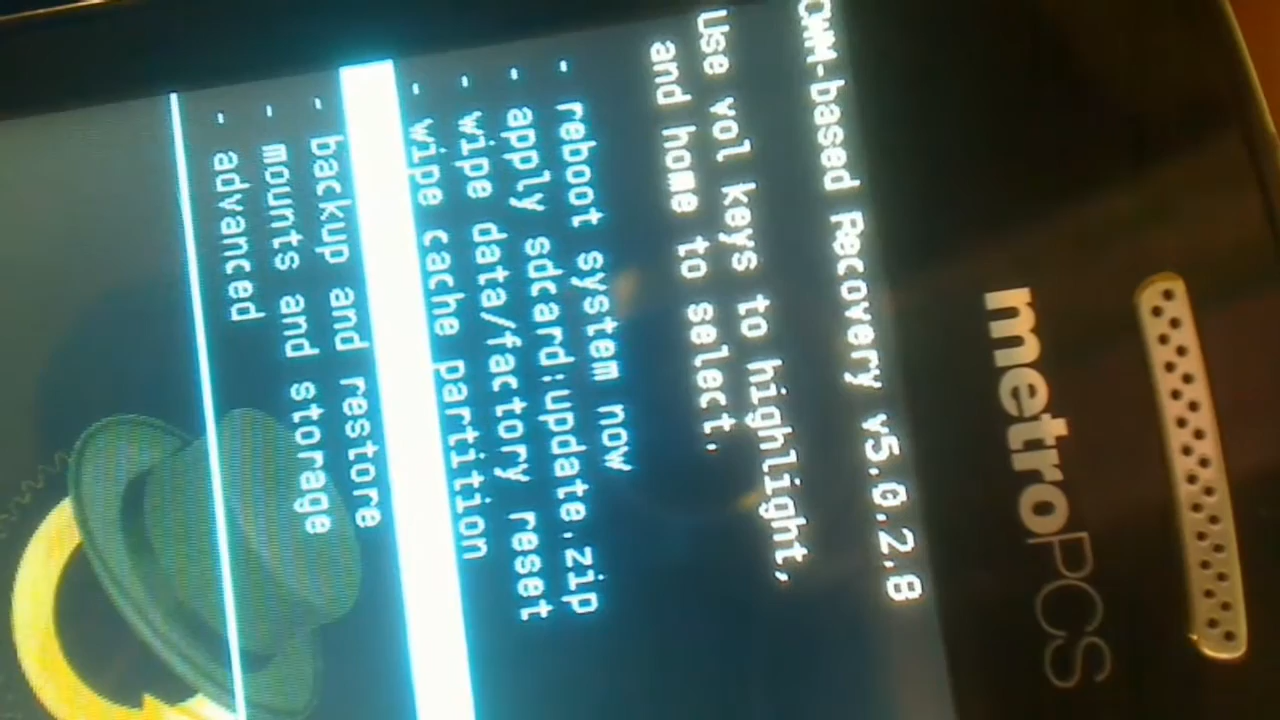 metroPCS
CWM-based Recovery v5.0.2.8
Use vol keys to highlight,
and home to select.
- reboot system now
- apply sdcard:update.zip
- wipe data/factory reset
- wipe cache partition
- backup and restore
- mounts and storage
- advanced